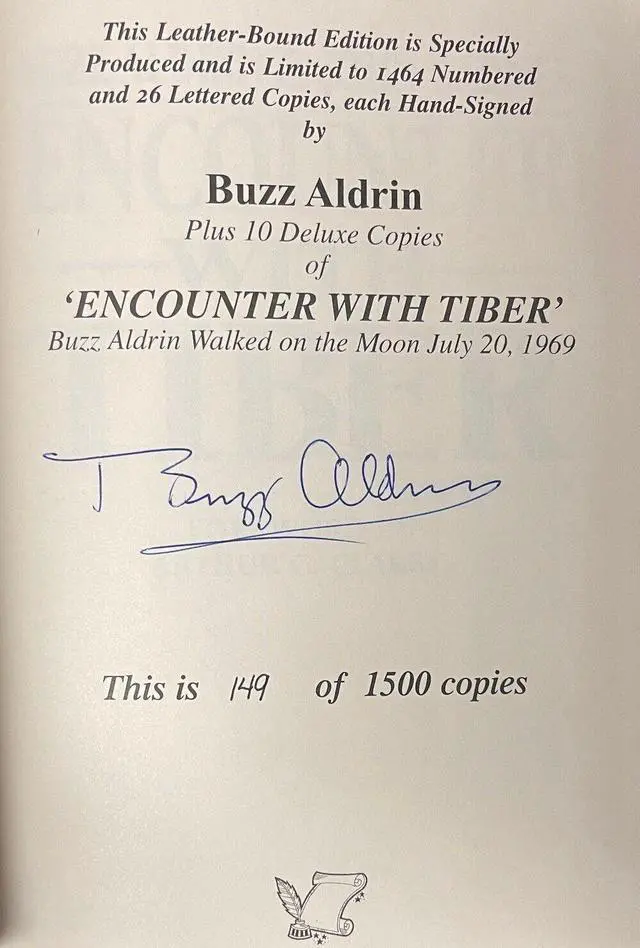 This Leather-Bound Edition is Specially
Produced and is Limited to 1464 Numbered
and 26 Lettered Copies, each Hand-Signed
by
Buzz Aldrin
Plus 10 Deluxe Copies
of
‘ENCOUNTER WITH TIBER’
Buzz Aldrin Walked on the Moon July 20, 1969
Buzz Aldrin
This is 149 of 1500 copies